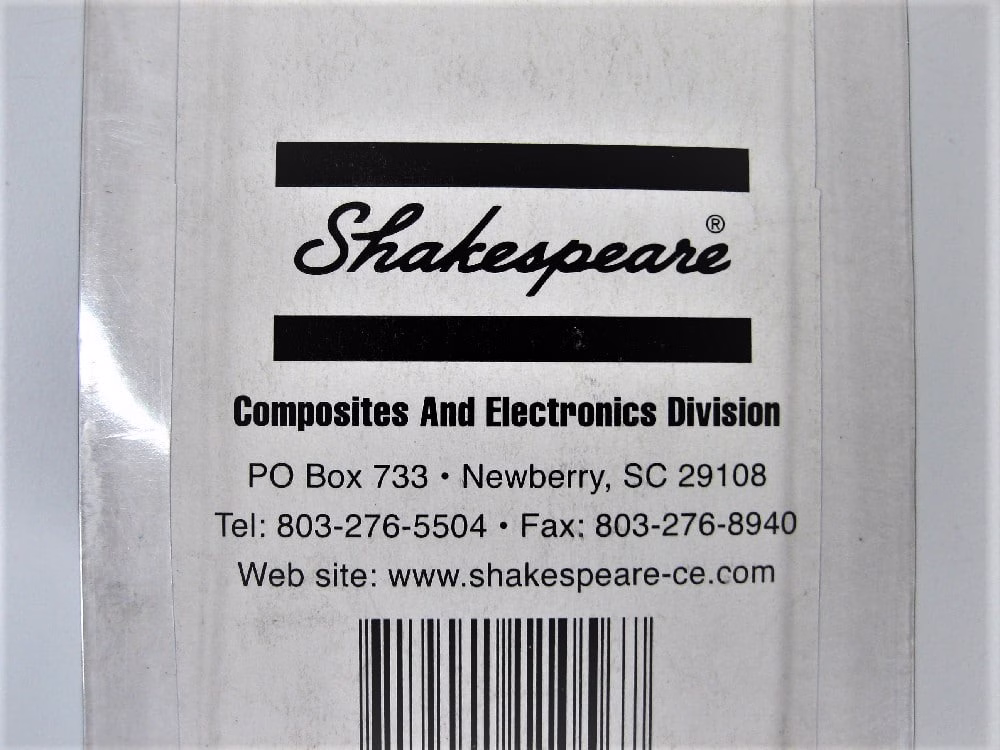 Shakespeare®
Composites And Electronics Division
PO Box 733 • Newberry, SC 29108
Tel: 803-276-5504 • Fax: 803-276-8940
Web site: www.shakespeare-ce.com